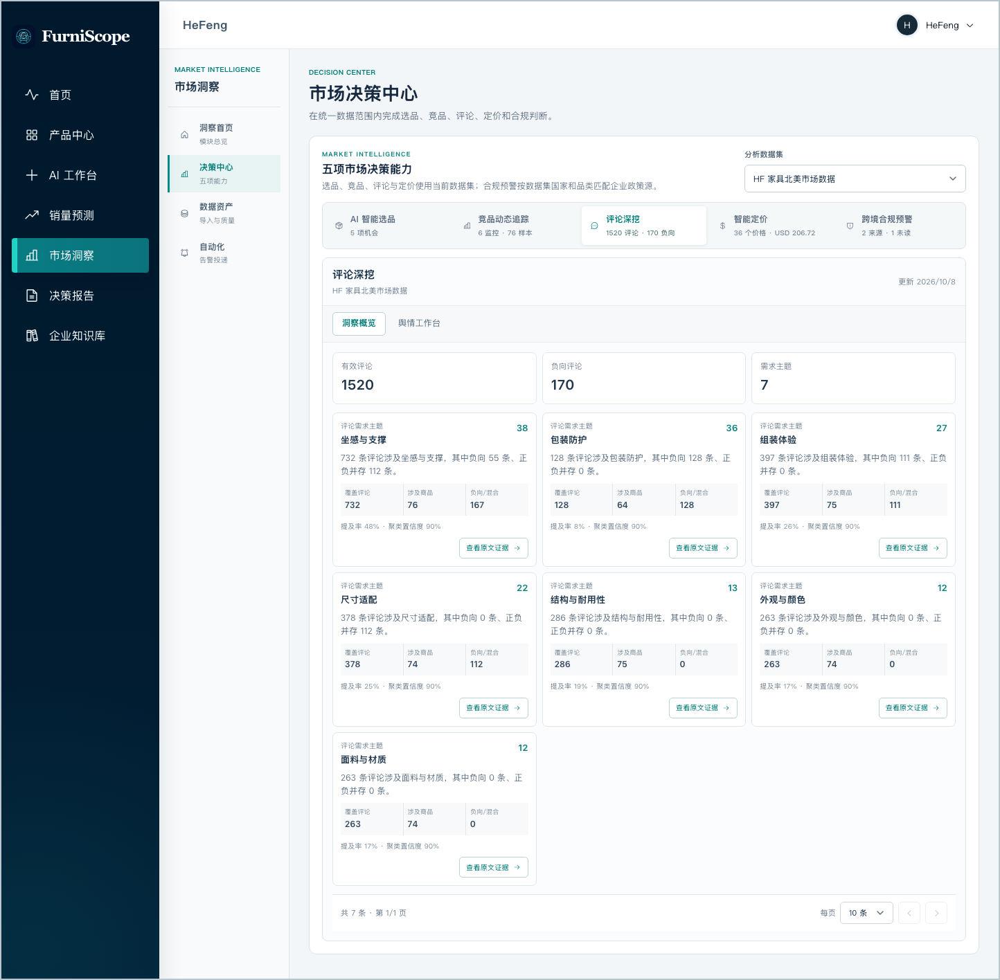 FurniScope
首页
产品中心
AI 工作台
销量预测
市场洞察
决策报告
企业知识库
HeFeng
H
HeFeng
MARKET INTELLIGENCE
市场洞察
洞察首页
模块总览
决策中心
五项能力
数据资产
导入与质量
自动化
告警投递
DECISION CENTER
市场决策中心
在统一数据范围内完成选品、竞品、评论、定价和合规判断。
MARKET INTELLIGENCE
五项市场决策能力
选品、竞品、评论与定价使用当前数据集；合规预警按数据集国家和品类匹配企业政策源。
分析数据集
HF 家具北美市场数据
AI 智能选品
5 项机会
竞品动态追踪
6 监控 · 76 样本
评论深挖
1520 评论 · 170 负向
智能定价
36 个价格 · USD 206.72
跨境合规预警
2 来源 · 1 未读
评论深挖
HF 家具北美市场数据
更新 2026/10/8
洞察概览
舆情工作台
有效评论
1520
负向评论
170
需求主题
7
评论需求主题
38
坐感与支撑
732 条评论涉及坐感与支撑，其中负向 55 条、正
负并存 112 条。
覆盖评论
732
涉及商品
76
负向/混合
167
提及率 48% · 聚类置信度 90%
查看原文证据
评论需求主题
36
包装防护
128 条评论涉及包装防护，其中负向 128 条、正
负并存 0 条。
覆盖评论
128
涉及商品
64
负向/混合
128
提及率 8% · 聚类置信度 90%
查看原文证据
评论需求主题
27
组装体验
397 条评论涉及组装体验，其中负向 111 条、正负
并存 0 条。
覆盖评论
397
涉及商品
75
负向/混合
111
提及率 26% · 聚类置信度 90%
查看原文证据
评论需求主题
22
尺寸适配
378 条评论涉及尺寸适配，其中负向 0 条、正负
并存 112 条。
覆盖评论
378
涉及商品
74
负向/混合
112
提及率 25% · 聚类置信度 90%
查看原文证据
评论需求主题
13
结构与耐用性
286 条评论涉及结构与耐用性，其中负向 0 条、
正负并存 0 条。
覆盖评论
286
涉及商品
75
负向/混合
0
提及率 19% · 聚类置信度 90%
查看原文证据
评论需求主题
12
外观与颜色
263 条评论涉及外观与颜色，其中负向 0 条、正
负并存 0 条。
覆盖评论
263
涉及商品
74
负向/混合
0
提及率 17% · 聚类置信度 90%
查看原文证据
评论需求主题
12
面料与材质
263 条评论涉及面料与材质，其中负向 0 条、正
负并存 0 条。
覆盖评论
263
涉及商品
74
负向/混合
0
提及率 17% · 聚类置信度 90%
查看原文证据
共 7 条 · 第 1/1 页
每页
10 条